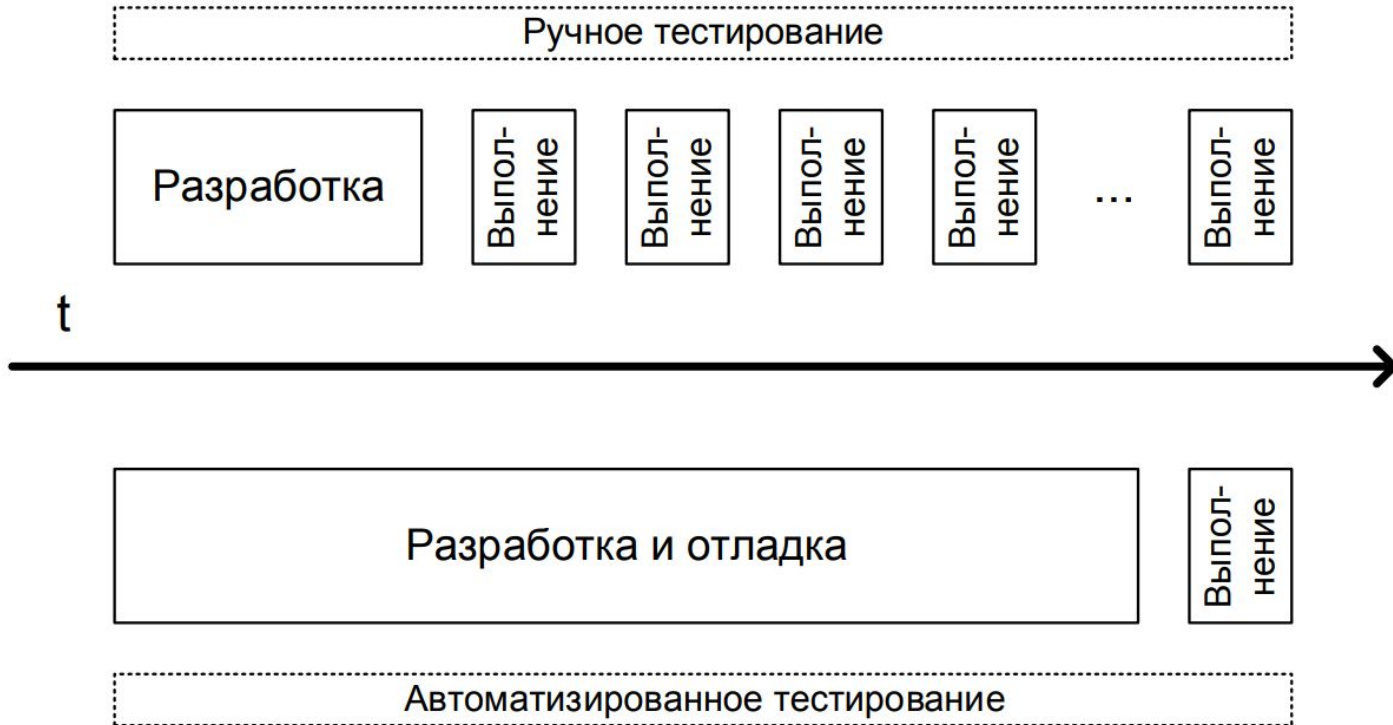 Ручное тестирование
Разработка
Выпол-
нение
Выпол-
нение
Выпол-
нение
Выпол-
нение
...
Выпол-
нение
t
Разработка и отладка
Выпол-
нение
Автоматизированное тестирование